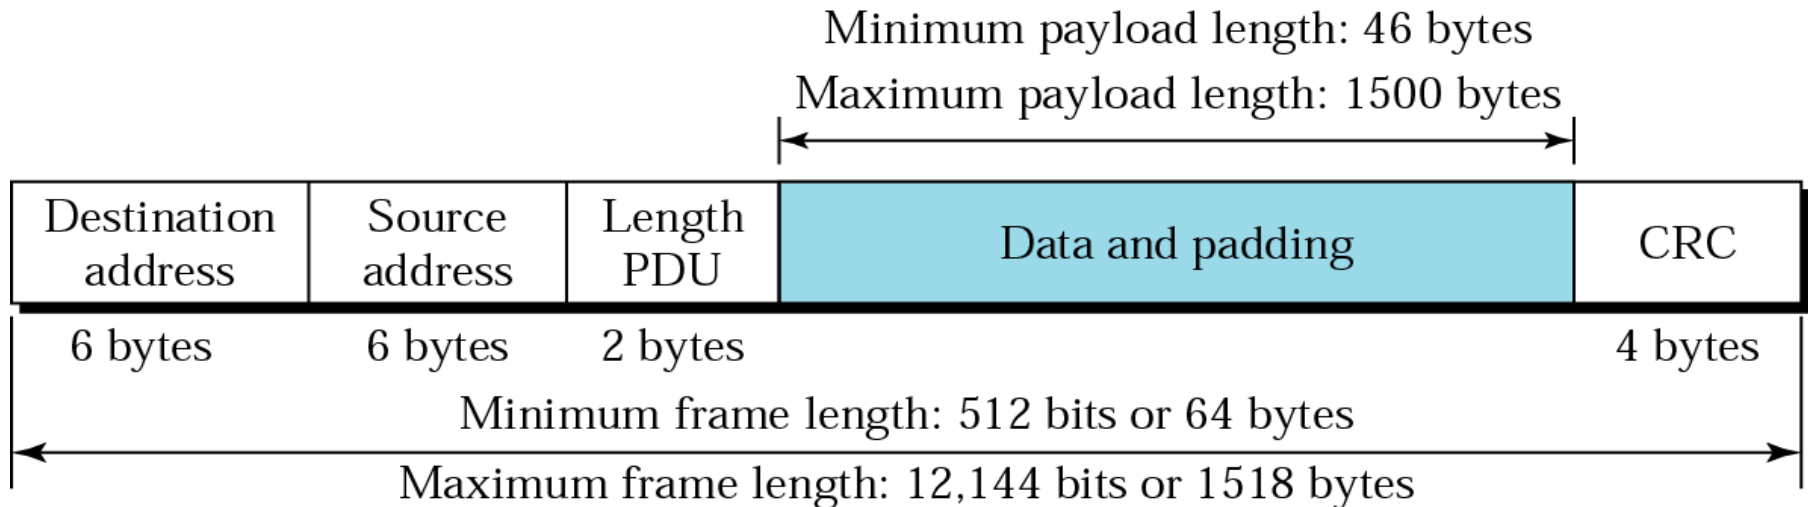 Minimum payload length: 46 bytes
Maximum payload length: 1500 bytes
Destination
address
Source
address
Length
PDU
Data and padding
CRC
6 bytes
6 bytes
2 bytes
4 bytes
Minimum frame length: 512 bits or 64 bytes
Maximum frame length: 12,144 bits or 1518 bytes